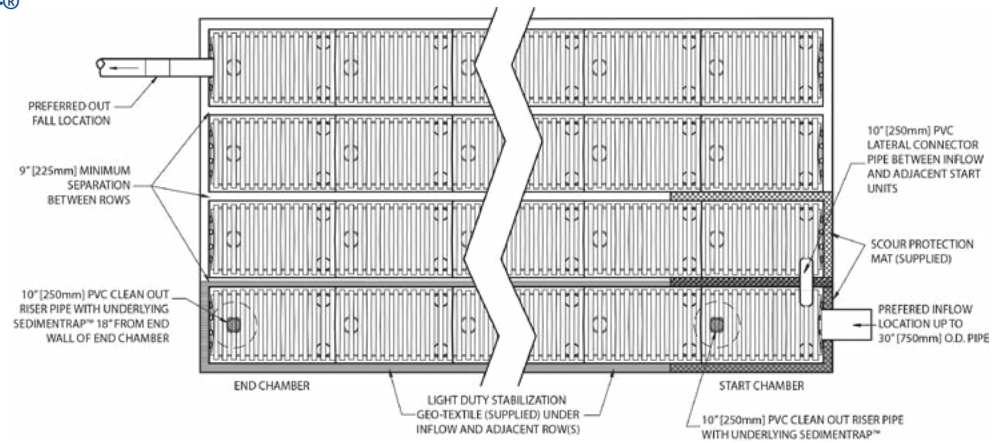 ®
PREFERRED OUT
FALL LOCATION
9" [225mm] MINIMUM
SEPARATION
BETWEEN ROWS
10" [250mm] PVC CLEAN OUT
RISER PIPE WITH UNDERLYING
SEDIMENTRAP™ 18" FROM END
WALL OF END CHAMBER
END CHAMBER
LIGHT DUTY STABILIZATION
GEO-TEXTILE (SUPPLIED) UNDER
INFLOW AND ADJACENT ROW(S)
START CHAMBER
10" [250mm] PVC CLEAN OUT RISER PIPE
WITH UNDERLYING SEDIMENTRAP™
10" [250mm] PVC
LATERAL CONNECTOR
PIPE BETWEEN INFLOW
AND ADJACENT START
UNITS
SCOUR PROTECTION
MAT (SUPPLIED)
PREFERED INFLOW
LOCATION UP TO
30" [750mm] O.D. PIPE